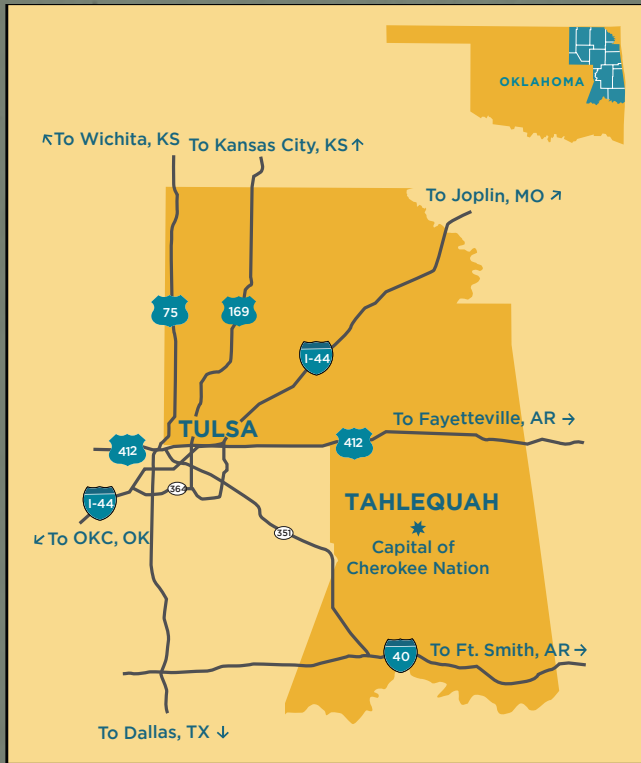 OKLAHOMA
↖To Wichita, KS
To Kansas City, KS↑
To Joplin, MO ↗
75
169
I-44
TULSA
To Fayetteville, AR →
412
412
I-44
364
TAHLEQUAH
↙To OKC, OK
351
Capital of
Cherokee Nation
40
To Ft. Smith, AR→
To Dallas, TX ↓